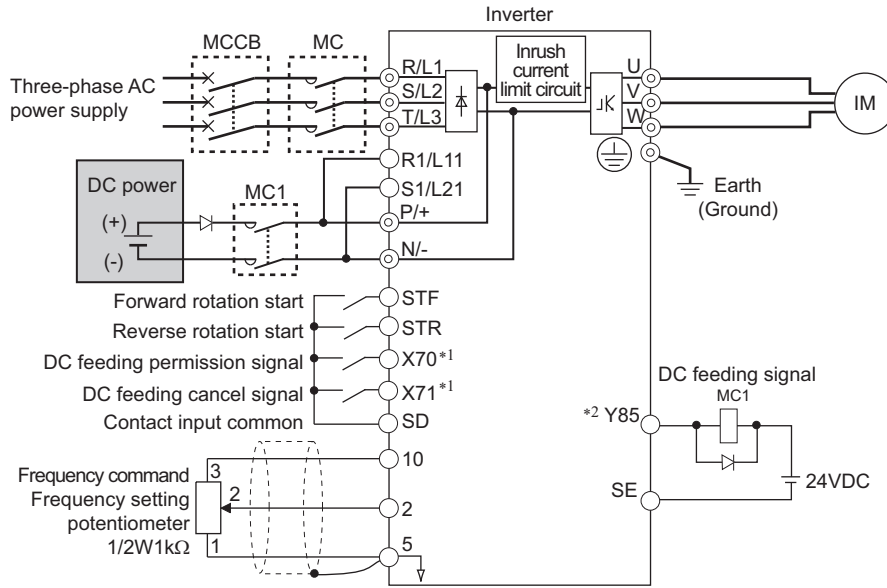 Inverter
MCCB
MC
Three-phase AC
power supply
R/L1
S/L2
T/L3
Inrush
current
limit circuit
U
V
W
IM
R1/L11
S1/L21
DC power
(+)
(-)
MC1
P/+
N/-
Earth
(Ground)
Forward rotation start
STF
Reverse rotation start
STR
DC feeding permission signal
X70*1
DC feeding cancel signal
X71*1
Contact input common
SD
DC feeding signal
MC1
*2 Y85
SE
24VDC
Frequency command
Frequency setting
potentiometer
1/2W1kΩ
3
2
1
10
2
5